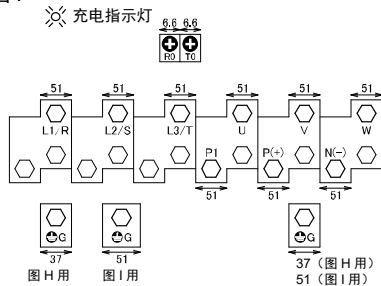 充电指示灯
6.6 6.6
R0 T0
51 51 51 51 51 51
L1/R L2/S L3/T U V W
P1 P(+) N(-)
51 51 51
G G G
37 51
图 H 用 图 I 用
37（图 H 用）
51（图 I 用）